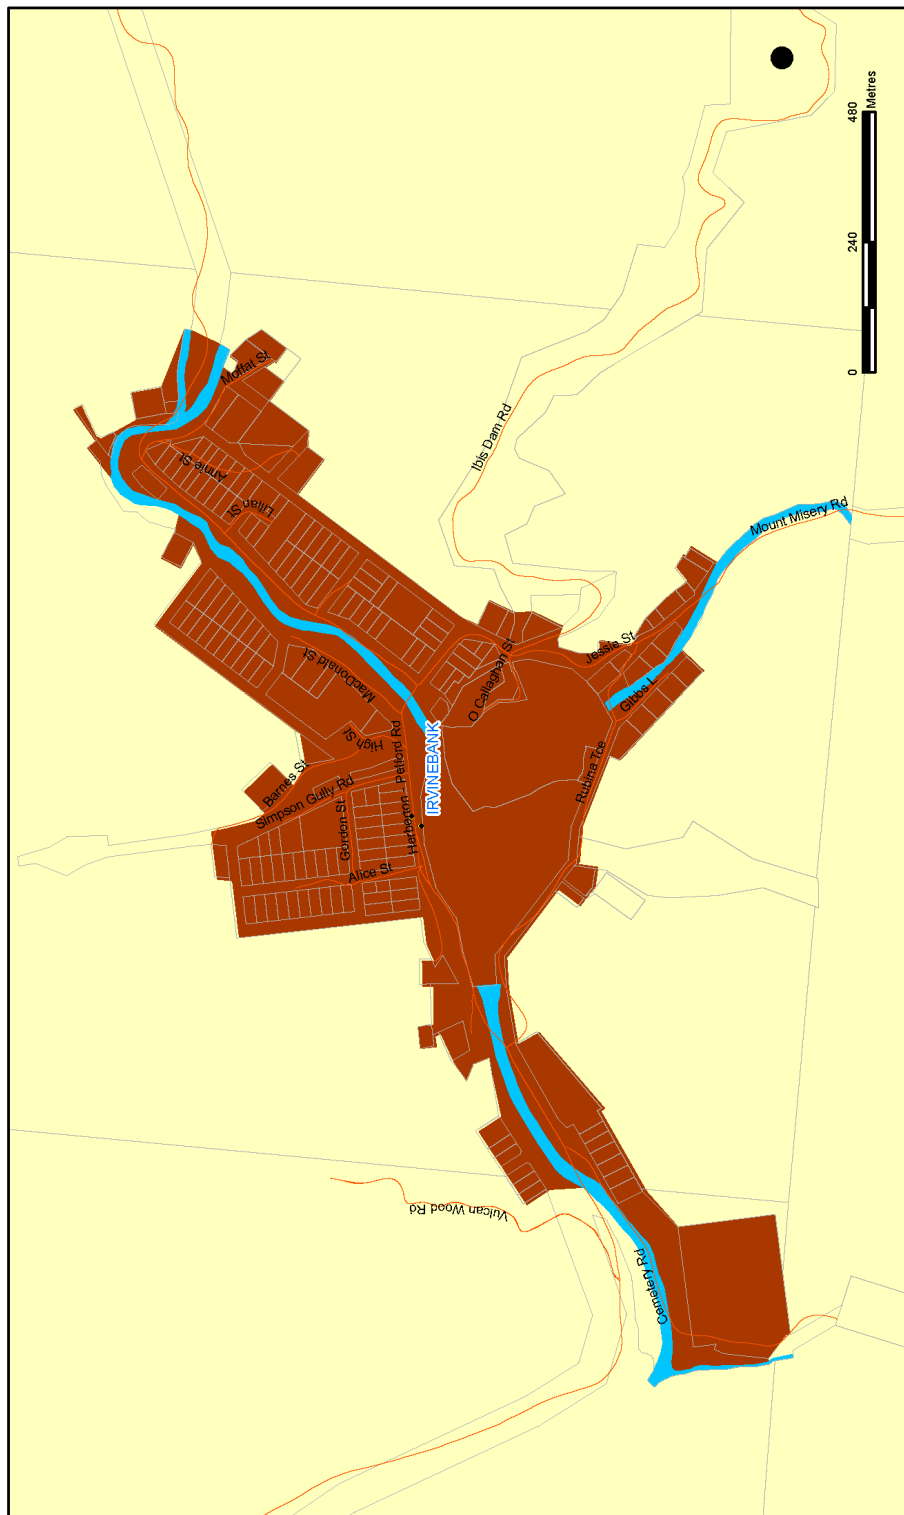 480
Metres
240
0
Moffat St
Annie St
Lilian St
Ibis Dam Rd
Mount Misery Rd
MacDonald St
O Callaghan St
Jessie St
Gibbs L
High St
Herberton - Petford Rd
IRVINEBANK
Rubina Tce
Barnes St
Simpson Gully Rd
Gordon St
Alice St
Vulcan Wood Rd
Cemetery Rd